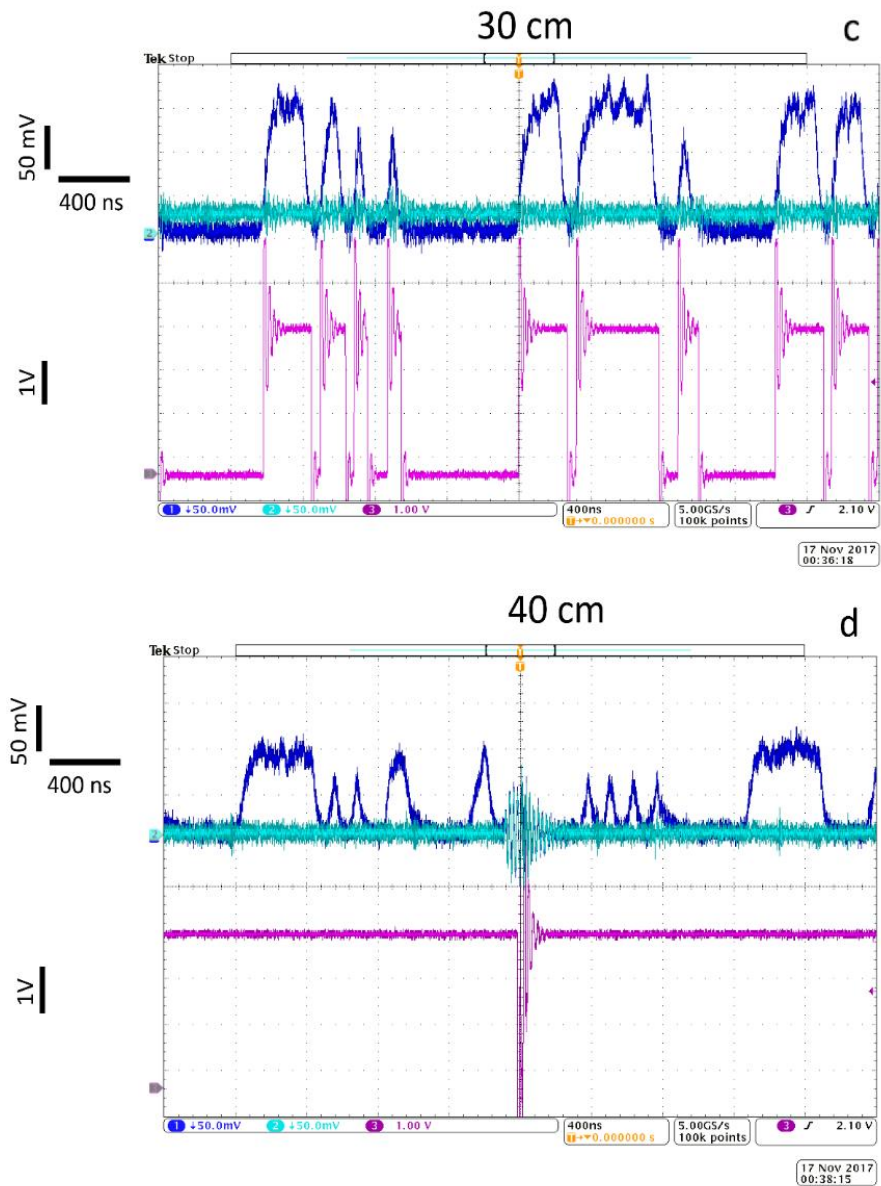 30 cm
c
Tek Stop
T
T
50 mV
400 ns
2
1V
1 ↓50.0mV 2 ↓50.0mV 3 1.00 V 400ns 5.00GS/s 3 2.10 V
T→▼0.000000 s 100k points
17 Nov 2017
00:36:18
40 cm
d
Tek Stop
T
T
50 mV
400 ns
2
1V
1 ↓50.0mV 2 ↓50.0mV 3 1.00 V 400ns 5.00GS/s 3 2.10 V
T→▼0.000000 s 100k points
17 Nov 2017
00:38:15